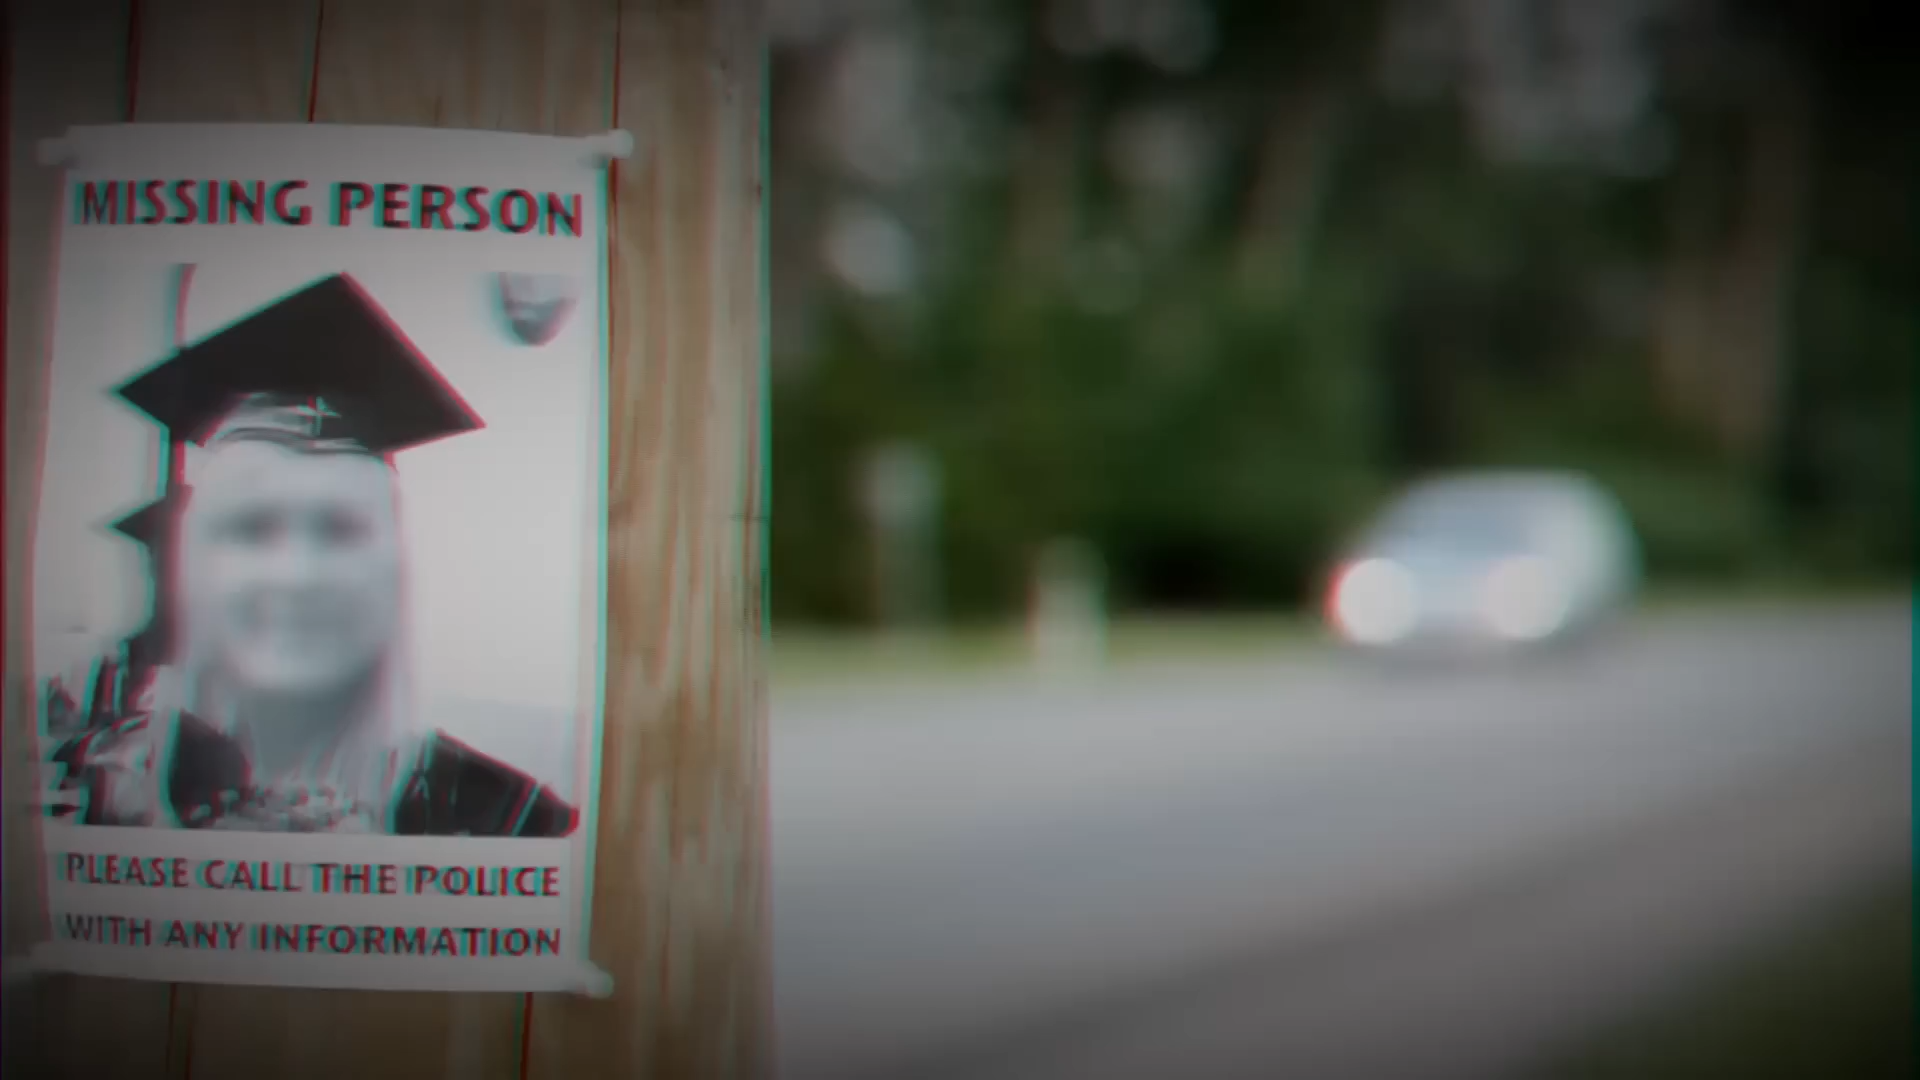 MISSING PERSON
PLEASE CALL THE POLICE
WITH ANY INFORMATION